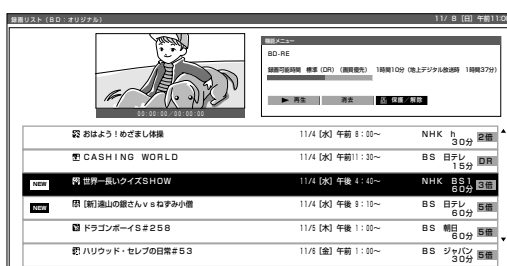 録画リスト(BD:オリジナル)
11/ 8 [日] 午前11:0
00:00:00/00:00:00
機能メニュー
BD-RE
録画可能時間 標準(DR)(画質優先) 1時間10分(地上デジタル放送時 1時間37分)
▶ 再生 消去 保護/解除
おはよう!めざまし体操 11/4 [水] 午前 8:00〜 NHK h 30分 2倍
CASHING WORLD 11/4 [水] 午前11:30〜 BS 日テレ 15分 DR
NEW 世界一長いクイズSHOW 11/4 [水] 午後 4:40〜 NHK BS1 60分 3倍
NEW [新]遠山の銀さんvsねずみ小僧 11/4 [水] 午後 9:10〜 BS 日テレ 60分 5倍
ドラゴンボーイS#258 11/5 [木] 午前 1:00〜 BS 朝日 60分 5倍
ハリウッド・セレブの日常#53 11/6 [金] 午前 1:00〜 BS ジャパン 30分 5倍